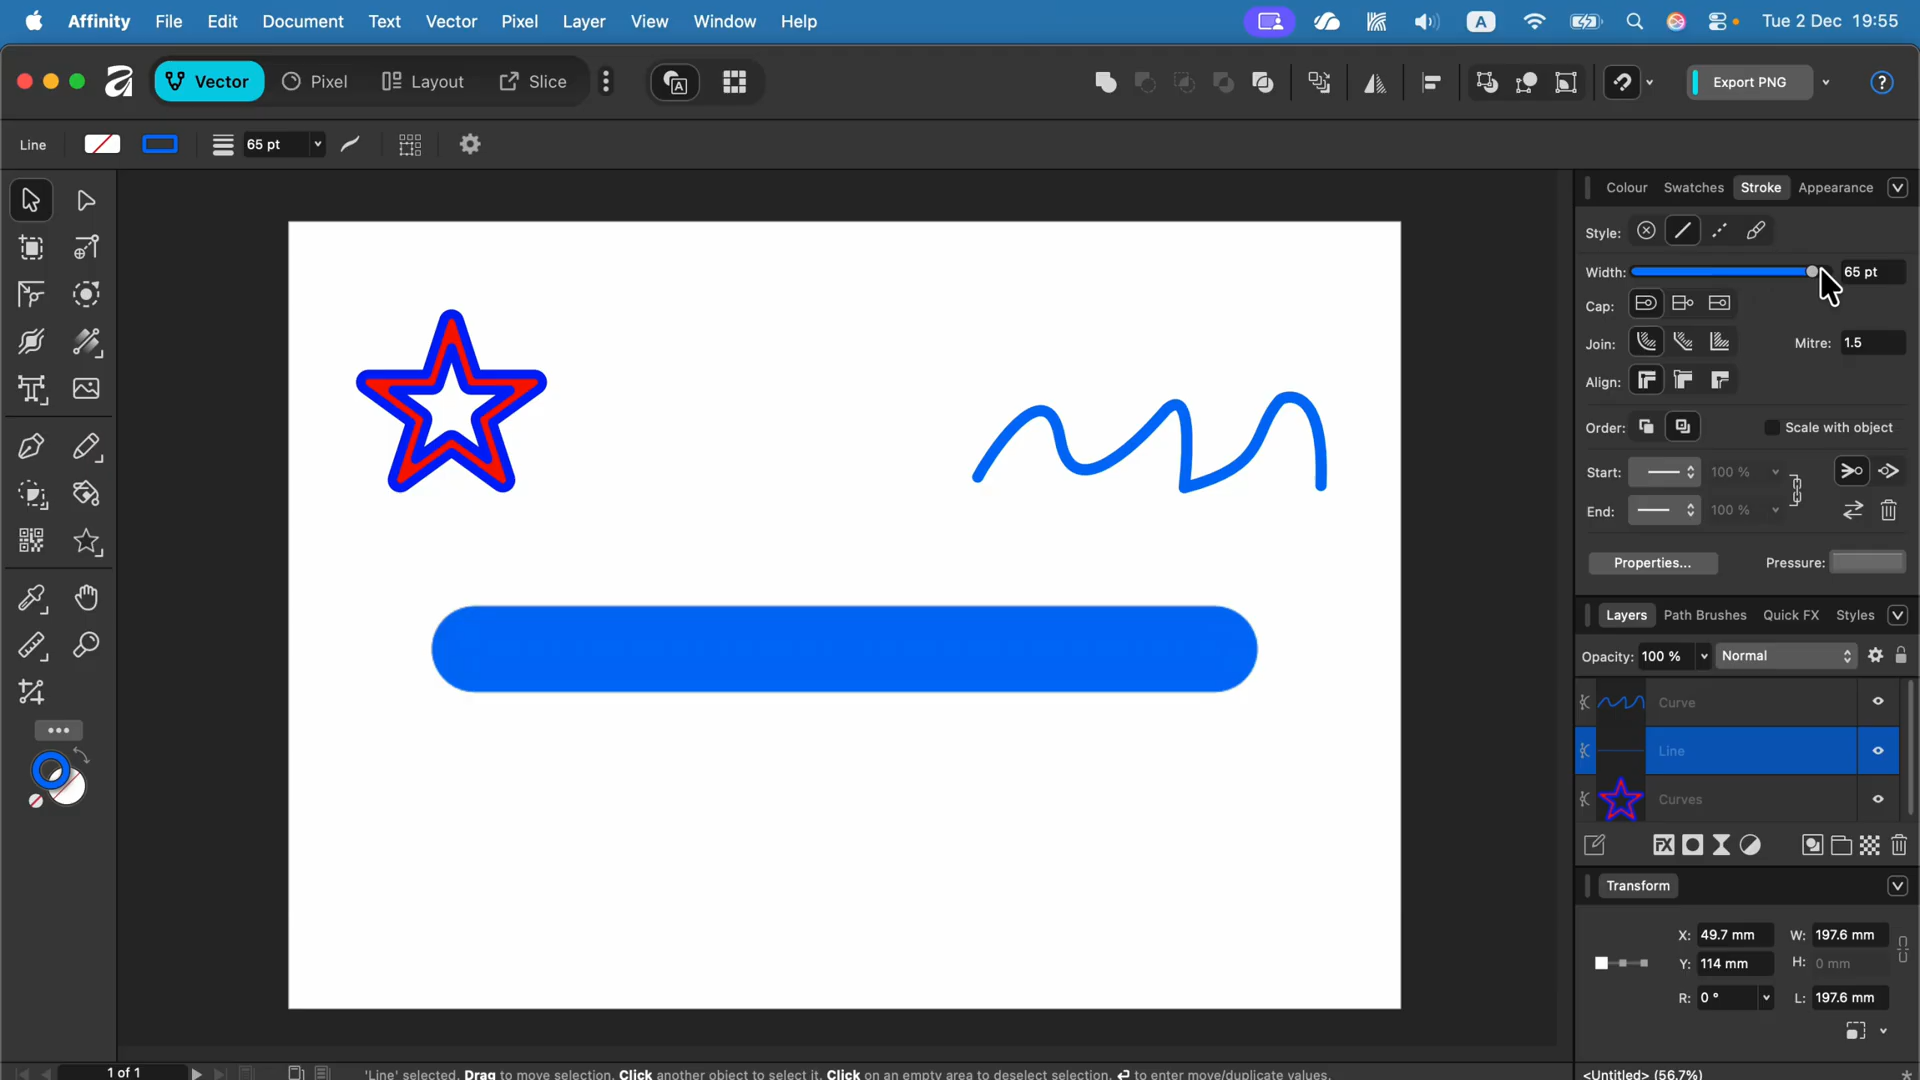 Affinity File Edit Document Text Vector Pixel Layer View Window Help A Tue 2 Dec 19:55
Vector Pixel Layout Slice Export PNG ?
Line 65 pt
Colour Swatches Stroke Appearance
Style:
Width: 65 pt
Cap:
Join: Mitre: 1.5
Align:
Order: Scale with object
Start: 100 %
End: 100 %
Properties... Pressure:
Layers Path Brushes Quick FX Styles
Opacity: 100 % Normal
Curve
Line
Curves
FX
Transform
X: 49.7 mm W: 197.6 mm
Y: 114 mm H: 0 mm
R: 0 ° L: 197.6 mm
1 of 1 'Line' selected. Drag to move selection. Click another object to select it. Click on an empty area to deselect selection. ↵ to enter move/duplicate values. <Untitled> (56.7%)